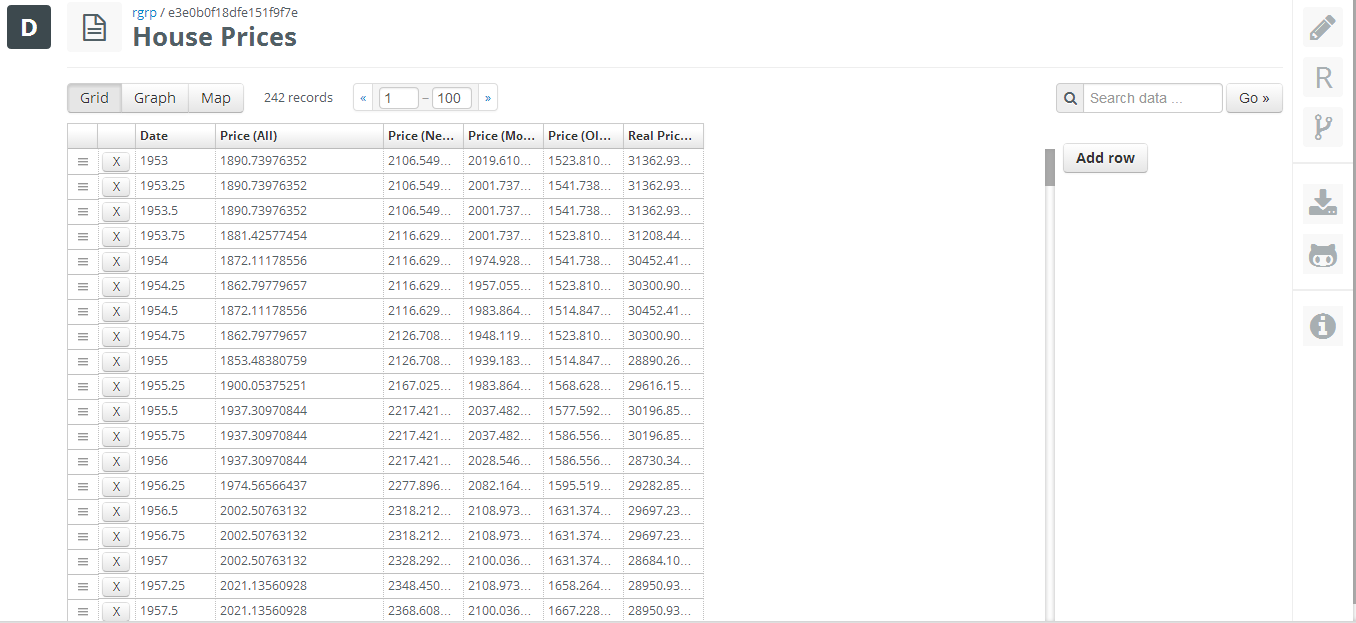 D
rgrp / e3e0b0f18dfe151f9f7e
House Prices
Grid Graph Map 242 records « 1 – 100 » Search data ... Go »
Date Price (All) Price (Ne... Price (Mo... Price (Ol... Real Pric...
X 1953 1890.73976352 2106.549... 2019.610... 1523.810... 31362.93... Add row
X 1953.25 1890.73976352 2106.549... 2001.737... 1541.738... 31362.93...
X 1953.5 1890.73976352 2106.549... 2001.737... 1541.738... 31362.93...
X 1953.75 1881.42577454 2116.629... 2001.737... 1523.810... 31208.44...
X 1954 1872.11178556 2116.629... 1974.928... 1541.738... 30452.41...
X 1954.25 1862.79779657 2116.629... 1957.055... 1523.810... 30300.90...
X 1954.5 1872.11178556 2116.629... 1983.864... 1514.847... 30452.41...
X 1954.75 1862.79779657 2126.708... 1948.119... 1523.810... 30300.90...
X 1955 1853.48380759 2126.708... 1939.183... 1514.847... 28890.26...
X 1955.25 1900.05375251 2167.025... 1983.864... 1568.628... 29616.15...
X 1955.5 1937.30970844 2217.421... 2037.482... 1577.592... 30196.85...
X 1955.75 1937.30970844 2217.421... 2037.482... 1586.556... 30196.85...
X 1956 1937.30970844 2217.421... 2028.546... 1586.556... 28730.34...
X 1956.25 1974.56566437 2277.896... 2082.164... 1595.519... 29282.85...
X 1956.5 2002.50763132 2318.212... 2108.973... 1631.374... 29697.23...
X 1956.75 2002.50763132 2318.212... 2108.973... 1631.374... 29697.23...
X 1957 2002.50763132 2328.292... 2100.036... 1631.374... 28684.10...
X 1957.25 2021.13560928 2348.450... 2108.973... 1658.264... 28950.93...
X 1957.5 2021.13560928 2368.608... 2100.036... 1667.228... 28950.93...
R